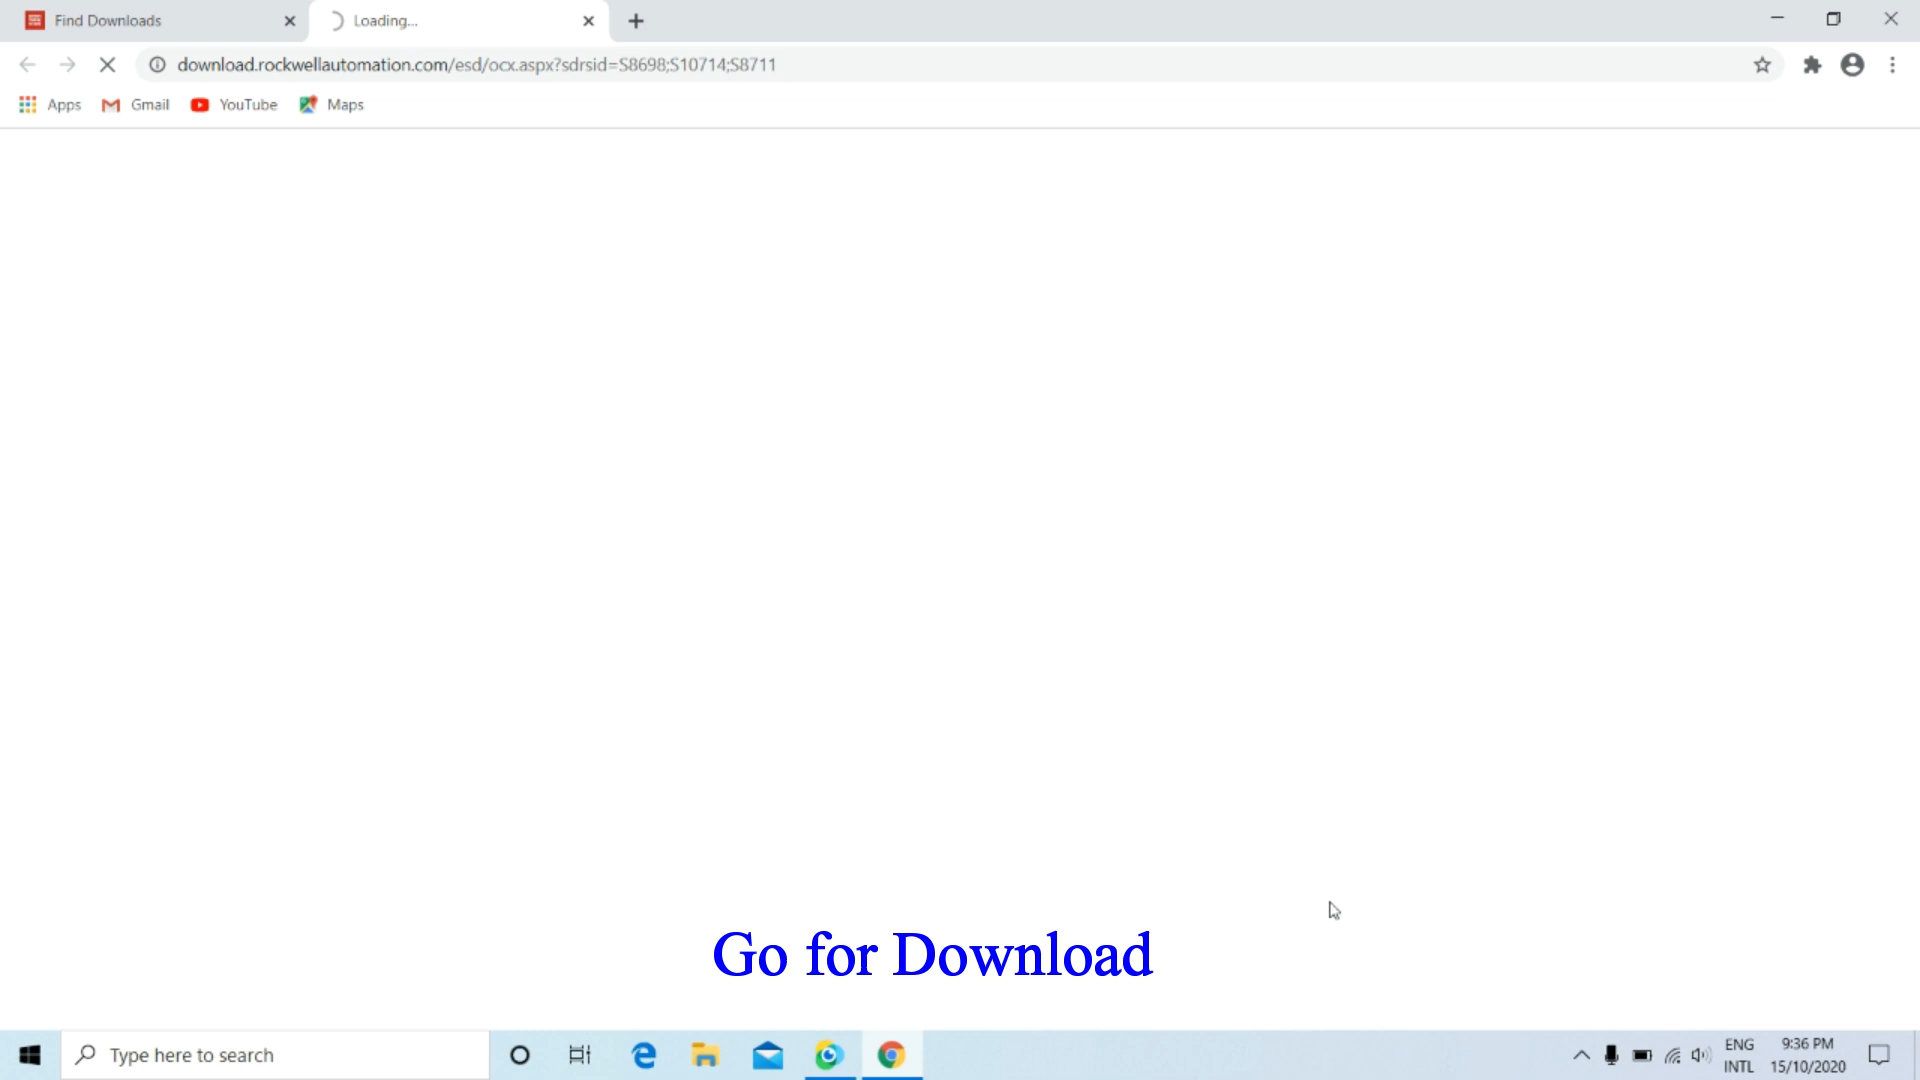 Find Downloads
Loading...
download.rockwellautomation.com/esd/ocx.aspx?sdrsid=S8698;S10714;S8711
Apps
Gmail
YouTube
Maps
Go for Download
Type here to search
ENG
INTL
9:36 PM
15/10/2020